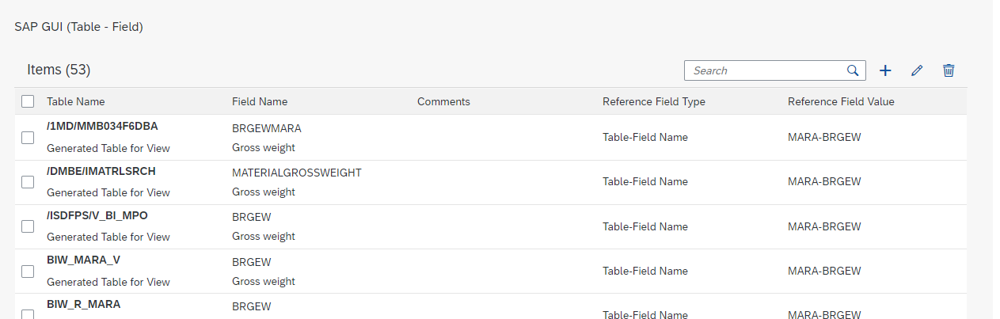 SAP GUI (Table - Field)
Items (53)
Search
Table Name Field Name Comments Reference Field Type Reference Field Value
/1MD/MMB034F6DBA BRGEWMARA
Generated Table for View Gross weight Table-Field Name MARA-BRGEW
/DMBE/IMATRLSRCH MATERIALGROSSWEIGHT
Generated Table for View Gross weight Table-Field Name MARA-BRGEW
/ISDFPS/V_BI_MPO BRGEW
Generated Table for View Gross weight Table-Field Name MARA-BRGEW
BIW_MARA_V BRGEW
Generated Table for View Gross weight Table-Field Name MARA-BRGEW
BIW_R_MARA BRGEW
Table-Field Name MARA-BRGEW